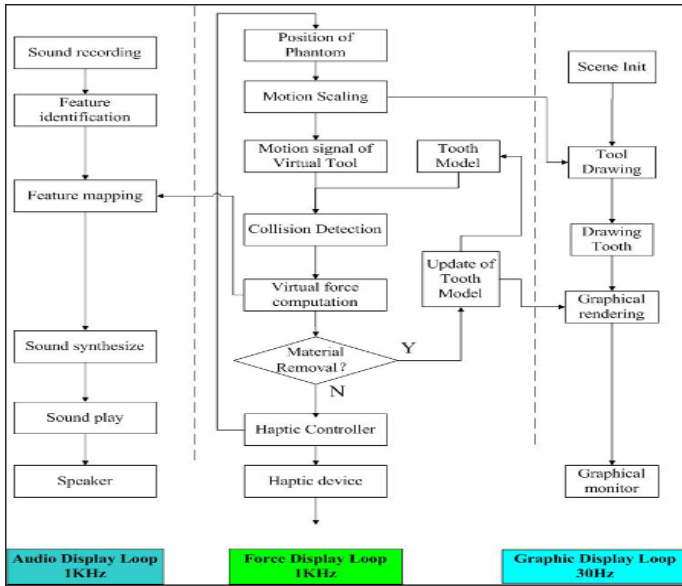 Sound recording
Feature
identification
Feature mapping
Sound synthesize
Sound play
Speaker
Audio Display Loop
1KHz
Position of
Phantom
Motion Scaling
Motion signal of
Virtual Tool
Tooth
Model
Collision Detection
Update of
Tooth
Model
Virtual force
computation
Material
Removal?
Y
N
Haptic Controller
Haptic device
Force Display Loop
1KHz
Scene Init
Tool
Drawing
Drawing
Tooth
Graphical
rendering
Graphical
monitor
Graphic Display Loop
30Hz